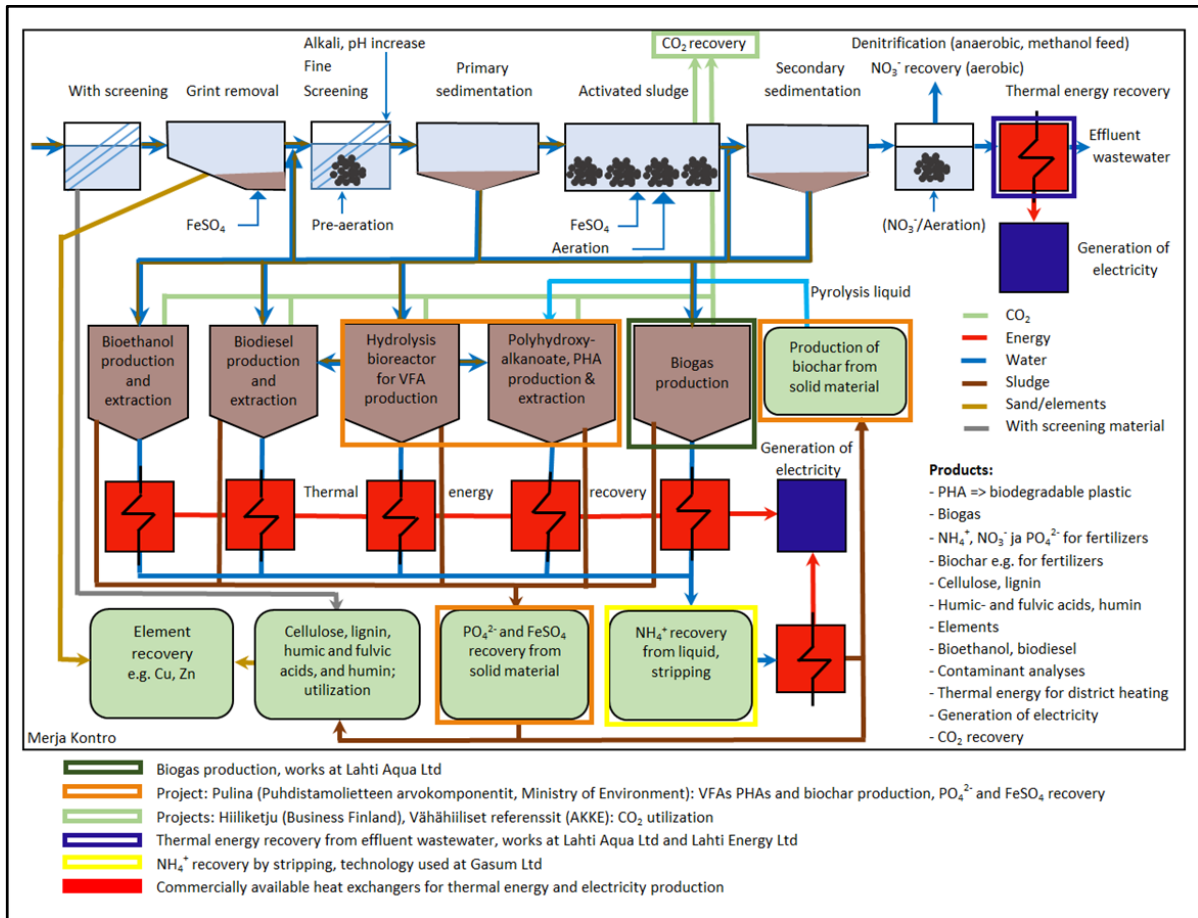 CO₂ recovery
Alkali, pH increase
Fine
Screening
Denitrification (anaerobic, methanol feed)
NO₃⁻ recovery (aerobic)
With screening
Grint removal
Primary
sedimentation
Activated sludge
Secondary
sedimentation
Thermal energy recovery
Effluent
wastewater
FeSO₄
Pre-aeration
FeSO₄
Aeration
(NO₃⁻/Aeration)
Generation of
electricity
Pyrolysis liquid
Bioethanol
production
and
extraction
Biodiesel
production
and
extraction
Hydrolysis
bioreactor
for VFA
production
Polyhydroxy-
alkanoate, PHA
production &
extraction
Biogas
production
Production of
biochar from
solid material
CO₂
Energy
Water
Sludge
Sand/elements
With screening material
Thermal energy recovery
Generation of
electricity
Products:
- PHA => biodegradable plastic
- Biogas
- NH₄⁺, NO₃⁻ ja PO₄²⁻ for fertilizers
- Biochar e.g. for fertilizers
- Cellulose, lignin
- Humic- and fulvic acids, humin
- Elements
- Bioethanol, biodiesel
- Contaminant analyses
- Thermal energy for district heating
- Generation of electricity
- CO₂ recovery
Element
recovery
e.g. Cu, Zn
Cellulose, lignin,
humic and fulvic
acids, and humin;
utilization
PO₄²⁻ and FeSO₄
recovery from
solid material
NH₄⁺ recovery
from liquid,
stripping
Merja Kontro
Biogas production, works at Lahti Aqua Ltd
Project: Pulina (Puhdistamolietteen arvokomponentit, Ministry of Environment): VFAs PHAs and biochar production, PO₄²⁻ and FeSO₄ recovery
Projects: Hiiliketju (Business Finland), Vähähiiliset referenssit (AKKE): CO₂ utilization
Thermal energy recovery from effluent wastewater, works at Lahti Aqua Ltd and Lahti Energy Ltd
NH₄⁺ recovery by stripping, technology used at Gasum Ltd
Commercially available heat exchangers for thermal energy and electricity production